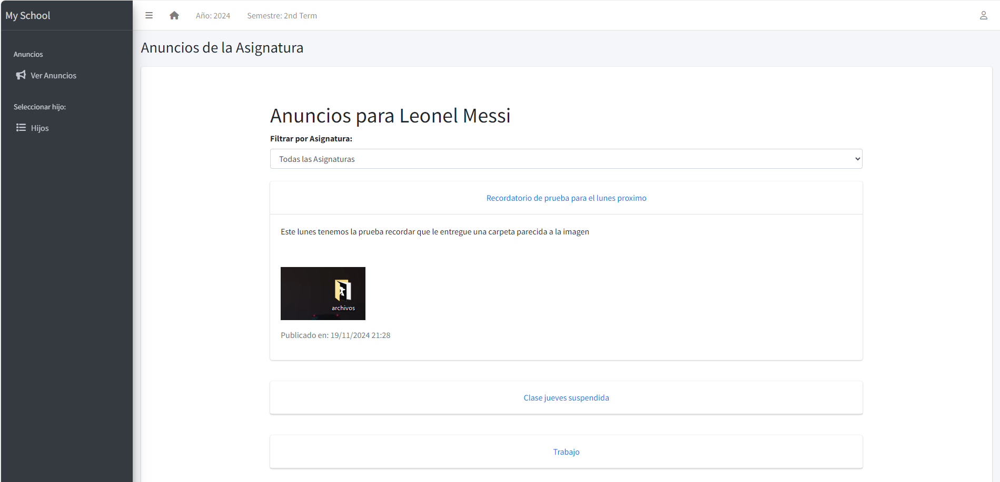 My School
Año: 2024
Semestre: 2nd Term
Anuncios
Ver Anuncios
Seleccionar hijo:
Hijos
Anuncios de la Asignatura
Anuncios para Leonel Messi
Filtrar por Asignatura:
Todas las Asignaturas
Recordatorio de prueba para el lunes proximo
Este lunes tenemos la prueba recordar que le entregue una carpeta parecida a la imagen
archivos
Publicado en: 19/11/2024 21:28
Clase jueves suspendida
Trabajo